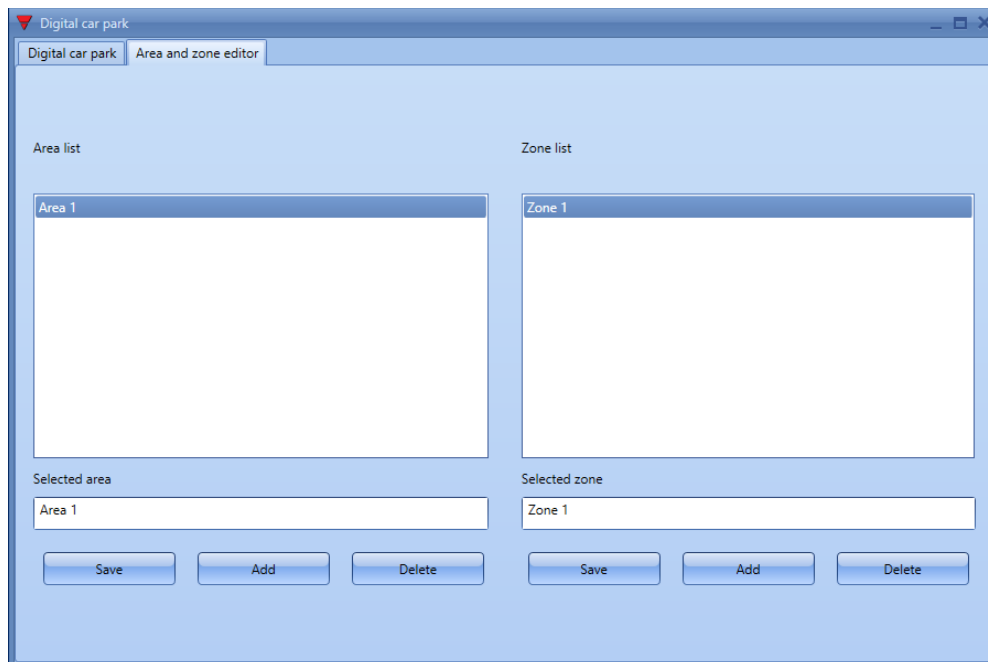 Digital car park
Digital car park Area and zone editor
Area list Zone list
Area 1 Zone 1
Selected area Selected zone
Area 1 Zone 1
Save Add Delete Save Add Delete